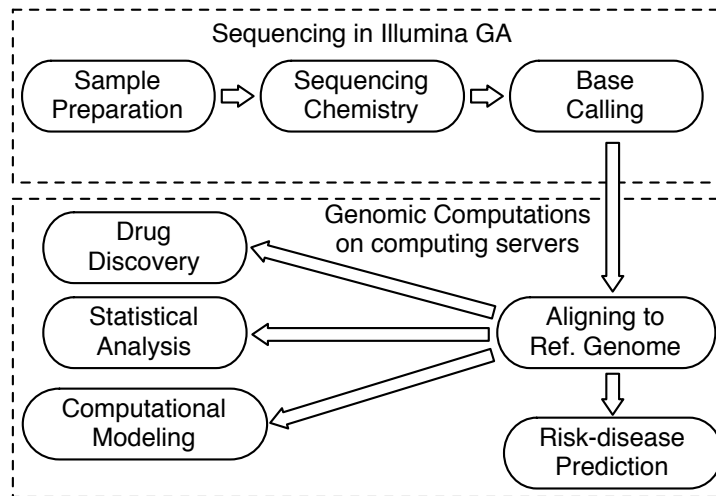 Sequencing in Illumina GA
Sample
Preparation
Sequencing
Chemistry
Base
Calling
Genomic Computations
on computing servers
Drug
Discovery
Statistical
Analysis
Aligning to
Ref. Genome
Computational
Modeling
Risk-disease
Prediction